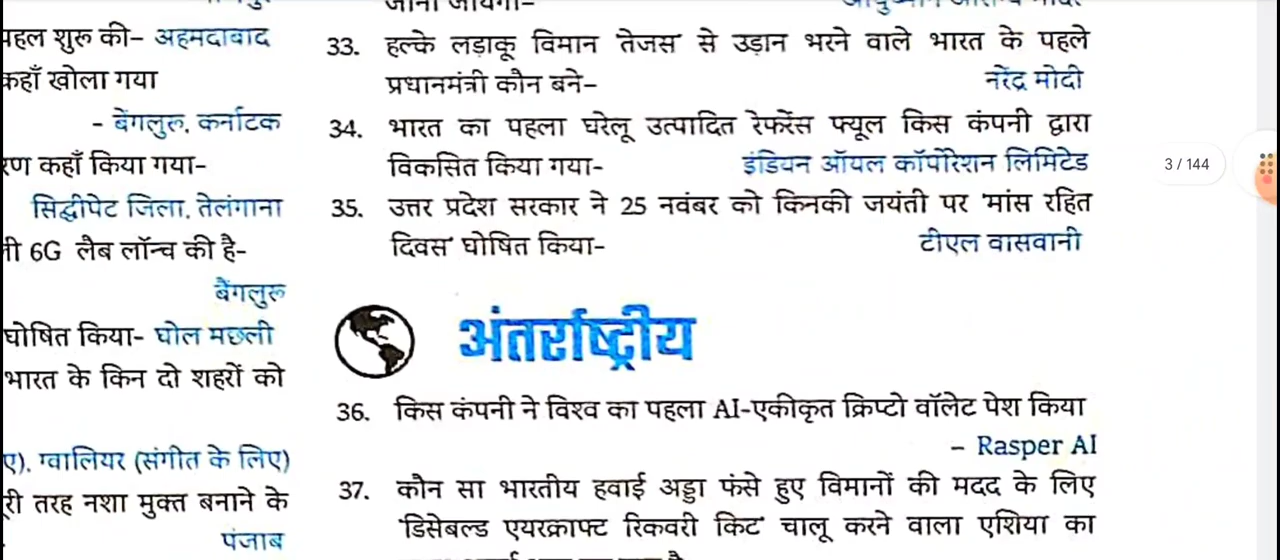 पहल शुरू की- अहमदाबाद
कहाँ खोला गया
- बेंगलुरु, कर्नाटक
रण कहाँ किया गया-
सिद्दीपेट जिला, तेलंगाना
नी 6G लैब लॉन्च की है-
बेंगलुरू
घोषित किया- घोल मछली
भारत के किन दो शहरों को
ए), ग्वालियर (संगीत के लिए)
री तरह नशा मुक्त बनाने के
पंजाब
33. हल्के लड़ाकू विमान 'तेजस' से उड़ान भरने वाले भारत के पहले
प्रधानमंत्री कौन बने- नरेंद्र मोदी
34. भारत का पहला घरेलू उत्पादित रेफरेंस फ्यूल किस कंपनी द्वारा
विकसित किया गया- इंडियन ऑयल कॉर्पोरेशन लिमिटेड
35. उत्तर प्रदेश सरकार ने 25 नवंबर को किनकी जयंती पर 'मांस रहित
दिवस' घोषित किया- टीएल वासवानी
अंतर्राष्ट्रीय
36. किस कंपनी ने विश्व का पहला AI-एकीकृत क्रिप्टो वॉलेट पेश किया
- Rasper AI
37. कौन सा भारतीय हवाई अड्डा फंसे हुए विमानों की मदद के लिए
'डिसेबल्ड एयरक्राफ्ट रिकवरी किट' चालू करने वाला एशिया का
3 / 144